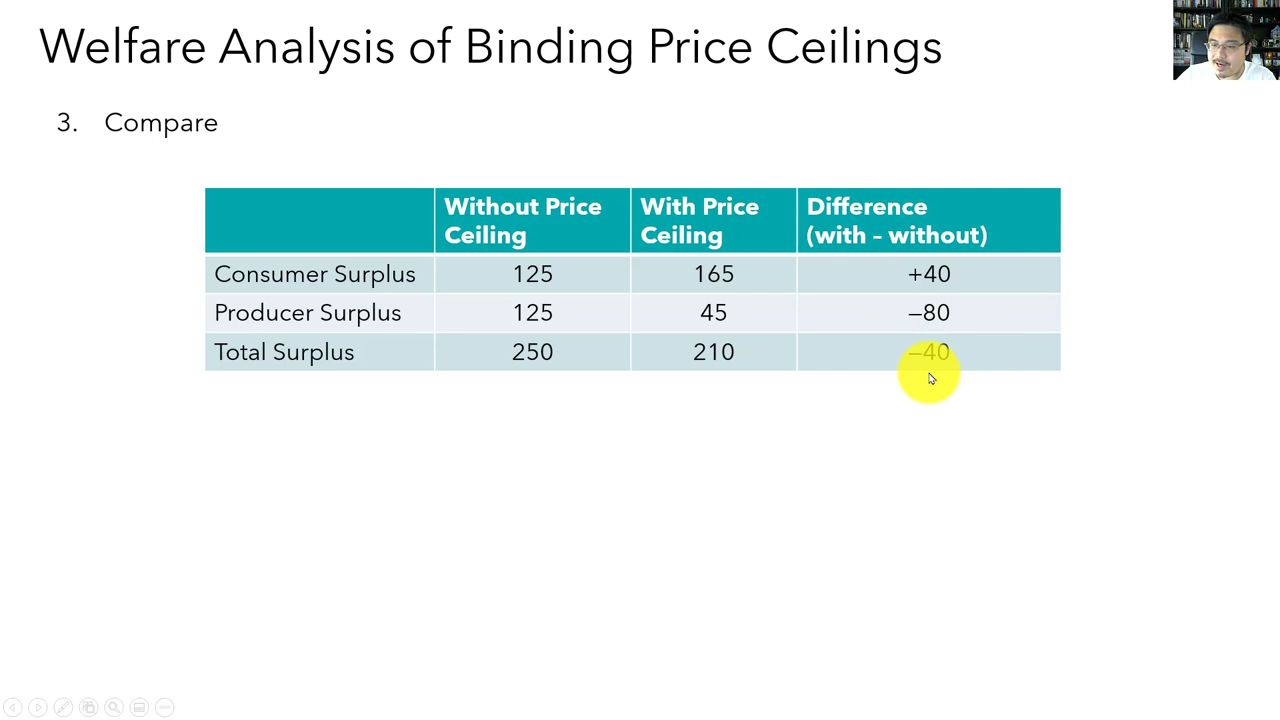 Welfare Analysis of Binding Price Ceilings
3. Compare
Without Price Ceiling With Price Ceiling Difference (with – without)
Consumer Surplus 125 165 +40
Producer Surplus 125 45 –80
Total Surplus 250 210 –40